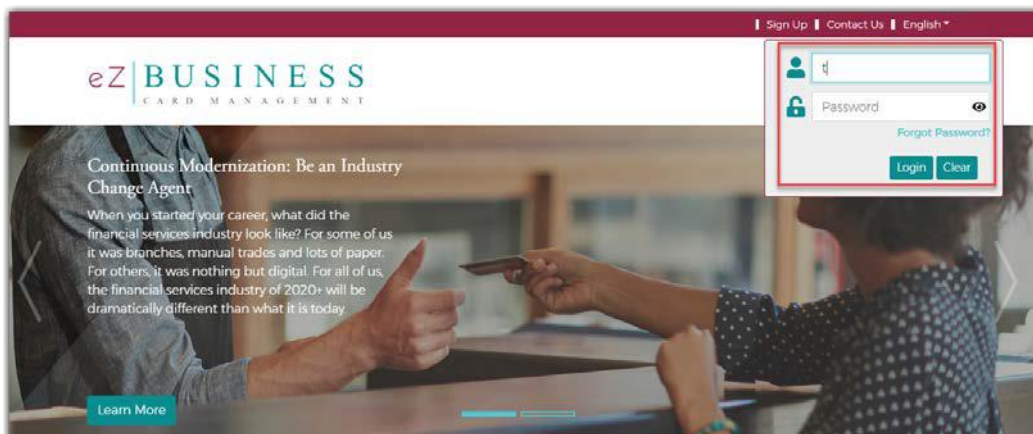 Sign Up Contact Us English
eZ BUSINESS
CARD MANAGEMENT
t
Password
Forgot Password?
Login Clear
Continuous Modernization: Be an Industry
Change Agent
When you started your career, what did the
financial services industry look like? For some of us
it was branches, manual trades and lots of paper.
For others, it was nothing but digital. For all of us,
the financial services industry of 2020+ will be
dramatically different than what it is today.
Learn More